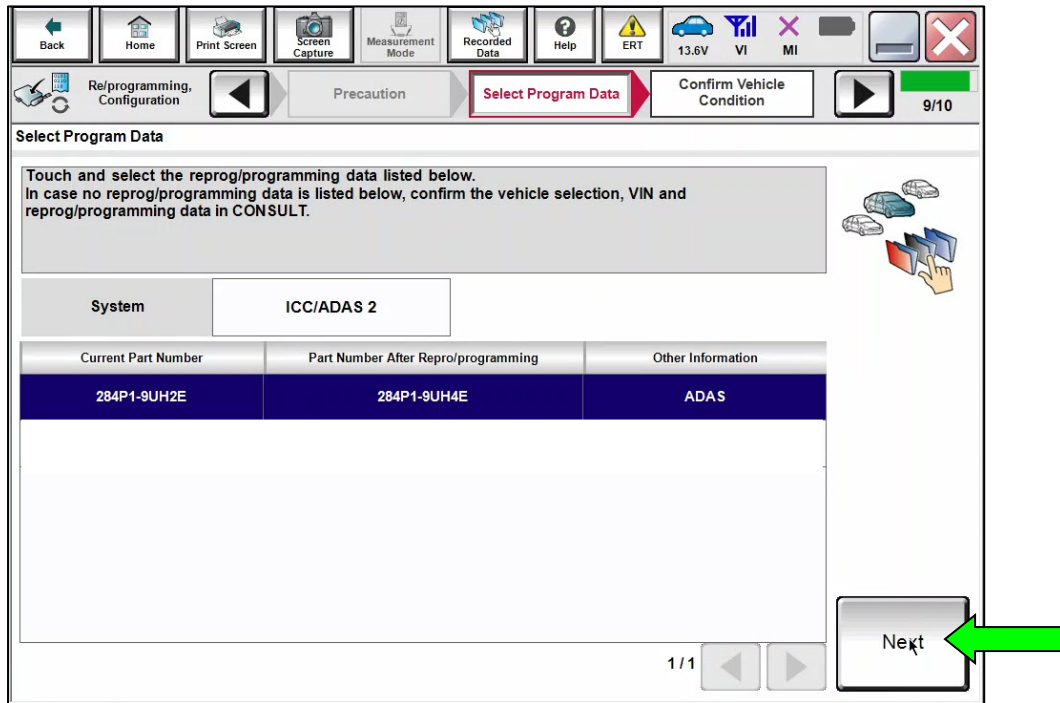 Back
Home
Print Screen
Screen
Capture
Measurement
Mode
Recorded
Data
Help
ERT
13.6V
VI
MI
Re/programming,
Configuration
Precaution
Select Program Data
Confirm Vehicle
Condition
9/10
Select Program Data
Touch and select the reprog/programming data listed below.
In case no reprog/programming data is listed below, confirm the vehicle selection, VIN and
reprog/programming data in CONSULT.
System
ICC/ADAS 2
Current Part Number
Part Number After Repro/programming
Other Information
284P1-9UH2E
284P1-9UH4E
ADAS
Next
1/1